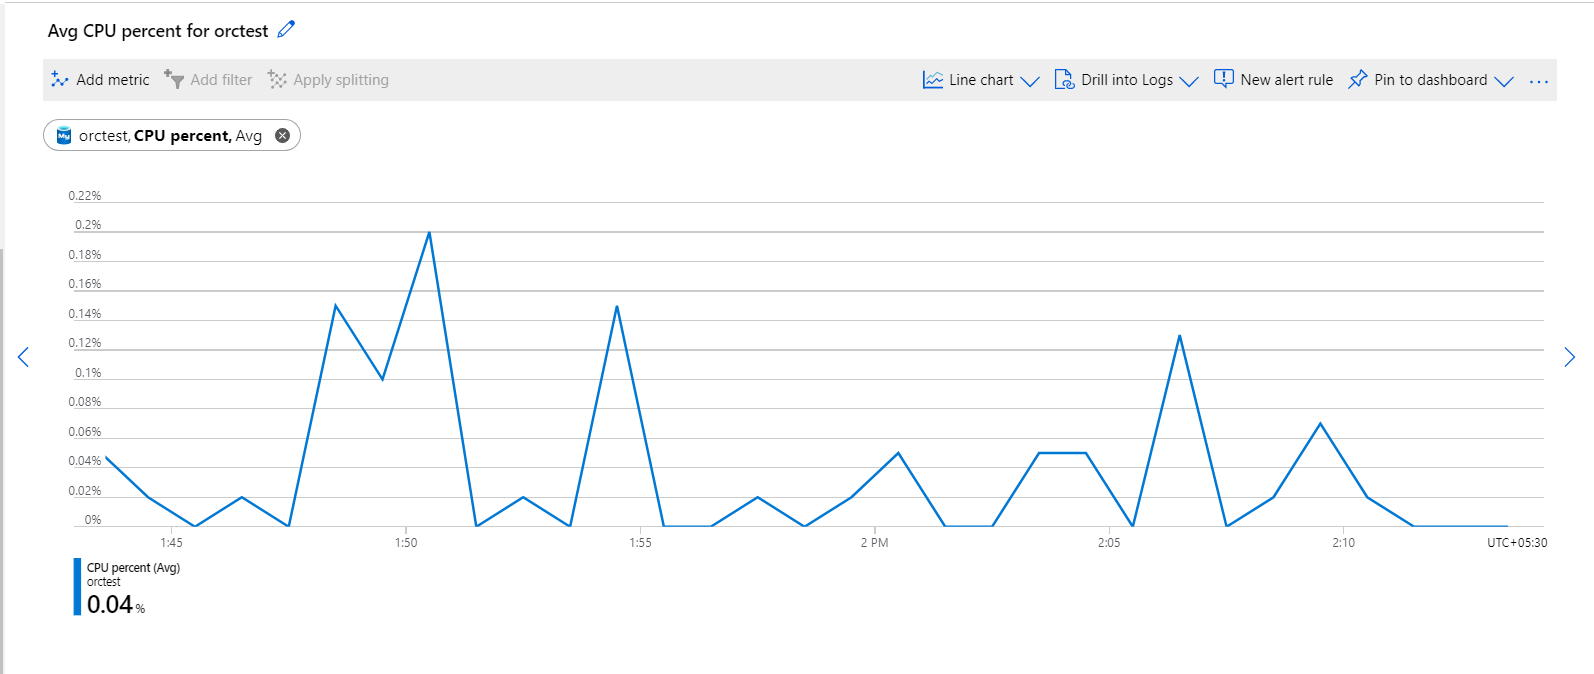 Avg CPU percent for orctest
Add metric Add filter Apply splitting Line chart Drill into Logs New alert rule Pin to dashboard ...
My orctest, CPU percent, Avg
0.22%
0.2%
0.18%
0.16%
0.14%
0.12%
0.1%
0.08%
0.06%
0.04%
0.02%
0%
1:45 1:50 1:55 2 PM 2:05 2:10 UTC+05:30
CPU percent (Avg)
orctest
0.04 %